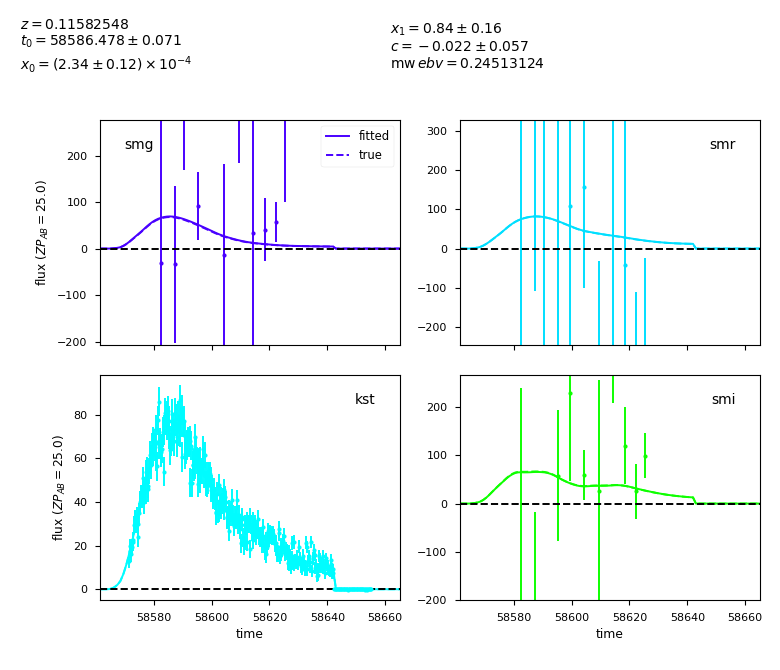 z = 0.11582548
t₀ = 58586.478 ± 0.071
x₀ = (2.34 ± 0.12) × 10⁻⁴
x₁ = 0.84 ± 0.16
c = −0.022 ± 0.057
mw ebv = 0.24513124
smg
fitted
true
200
100
0
−100
−200
flux (ZP_AB = 25.0)
smr
300
200
100
0
−100
−200
kst
80
60
40
20
0
flux (ZP_AB = 25.0)
58580 58600 58620 58640 58660
time
smi
200
100
0
−100
−200
58580 58600 58620 58640 58660
time